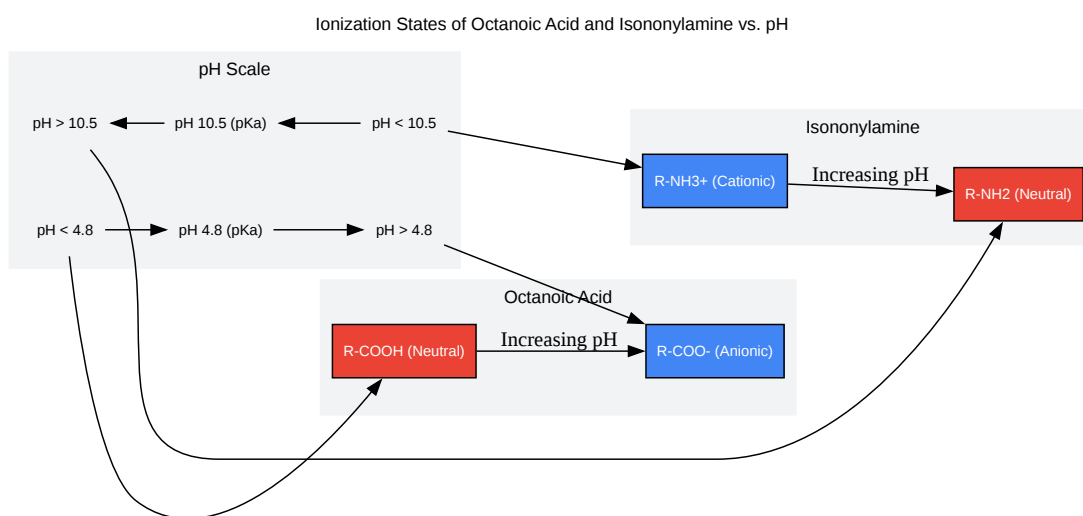 Ionization States of Octanoic Acid and Isononylamine vs. pH
pH Scale
pH > 10.5
pH 10.5 (pKa)
pH < 10.5
pH < 4.8
pH 4.8 (pKa)
pH > 4.8
Isononylamine
R-NH3+ (Cationic)
Increasing pH
R-NH2 (Neutral)
Octanoic Acid
R-COOH (Neutral)
Increasing pH
R-COO- (Anionic)